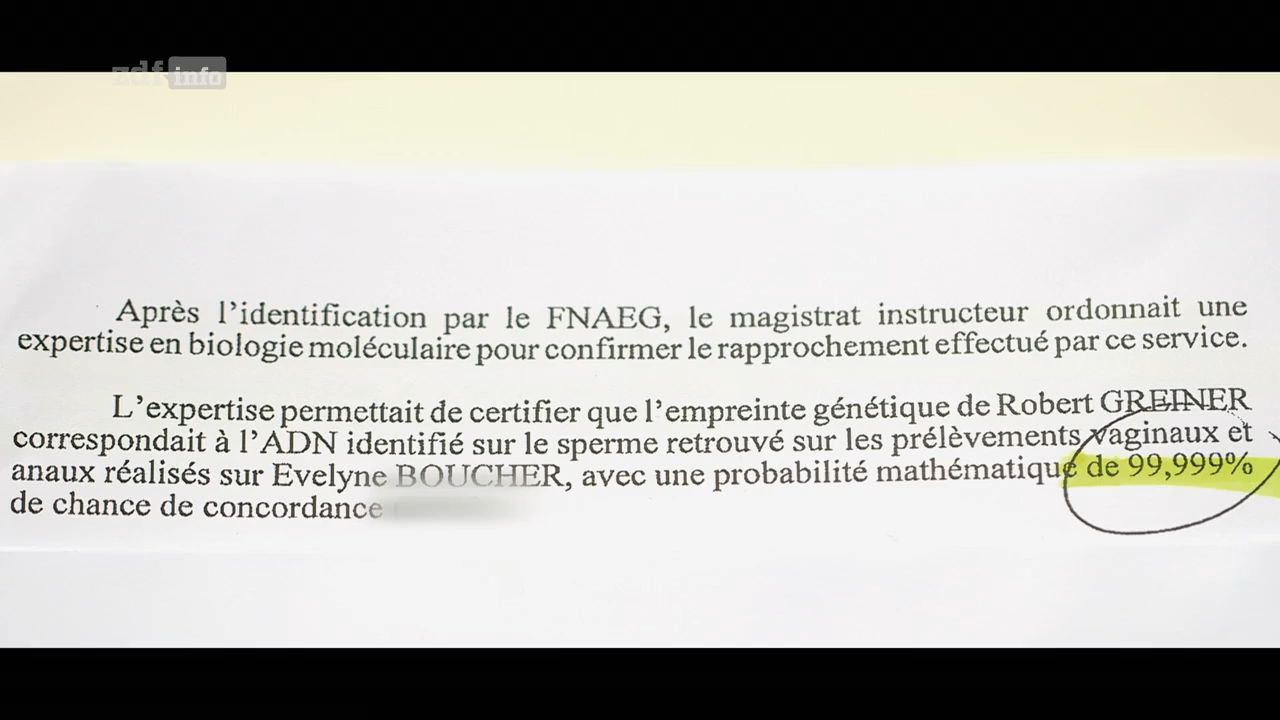 zdf info
Après l'identification par le FNAEG, le magistrat instructeur ordonnait une
expertise en biologie moléculaire pour confirmer le rapprochement effectué par ce service.
L'expertise permettait de certifier que l'empreinte génétique de Robert GREINER
correspondait à l'ADN identifié sur le sperme retrouvé sur les prélèvements vaginaux et
anaux réalisés sur Evelyne BOUCHER, avec une probabilité mathématique de 99,999%
de chance de concordance